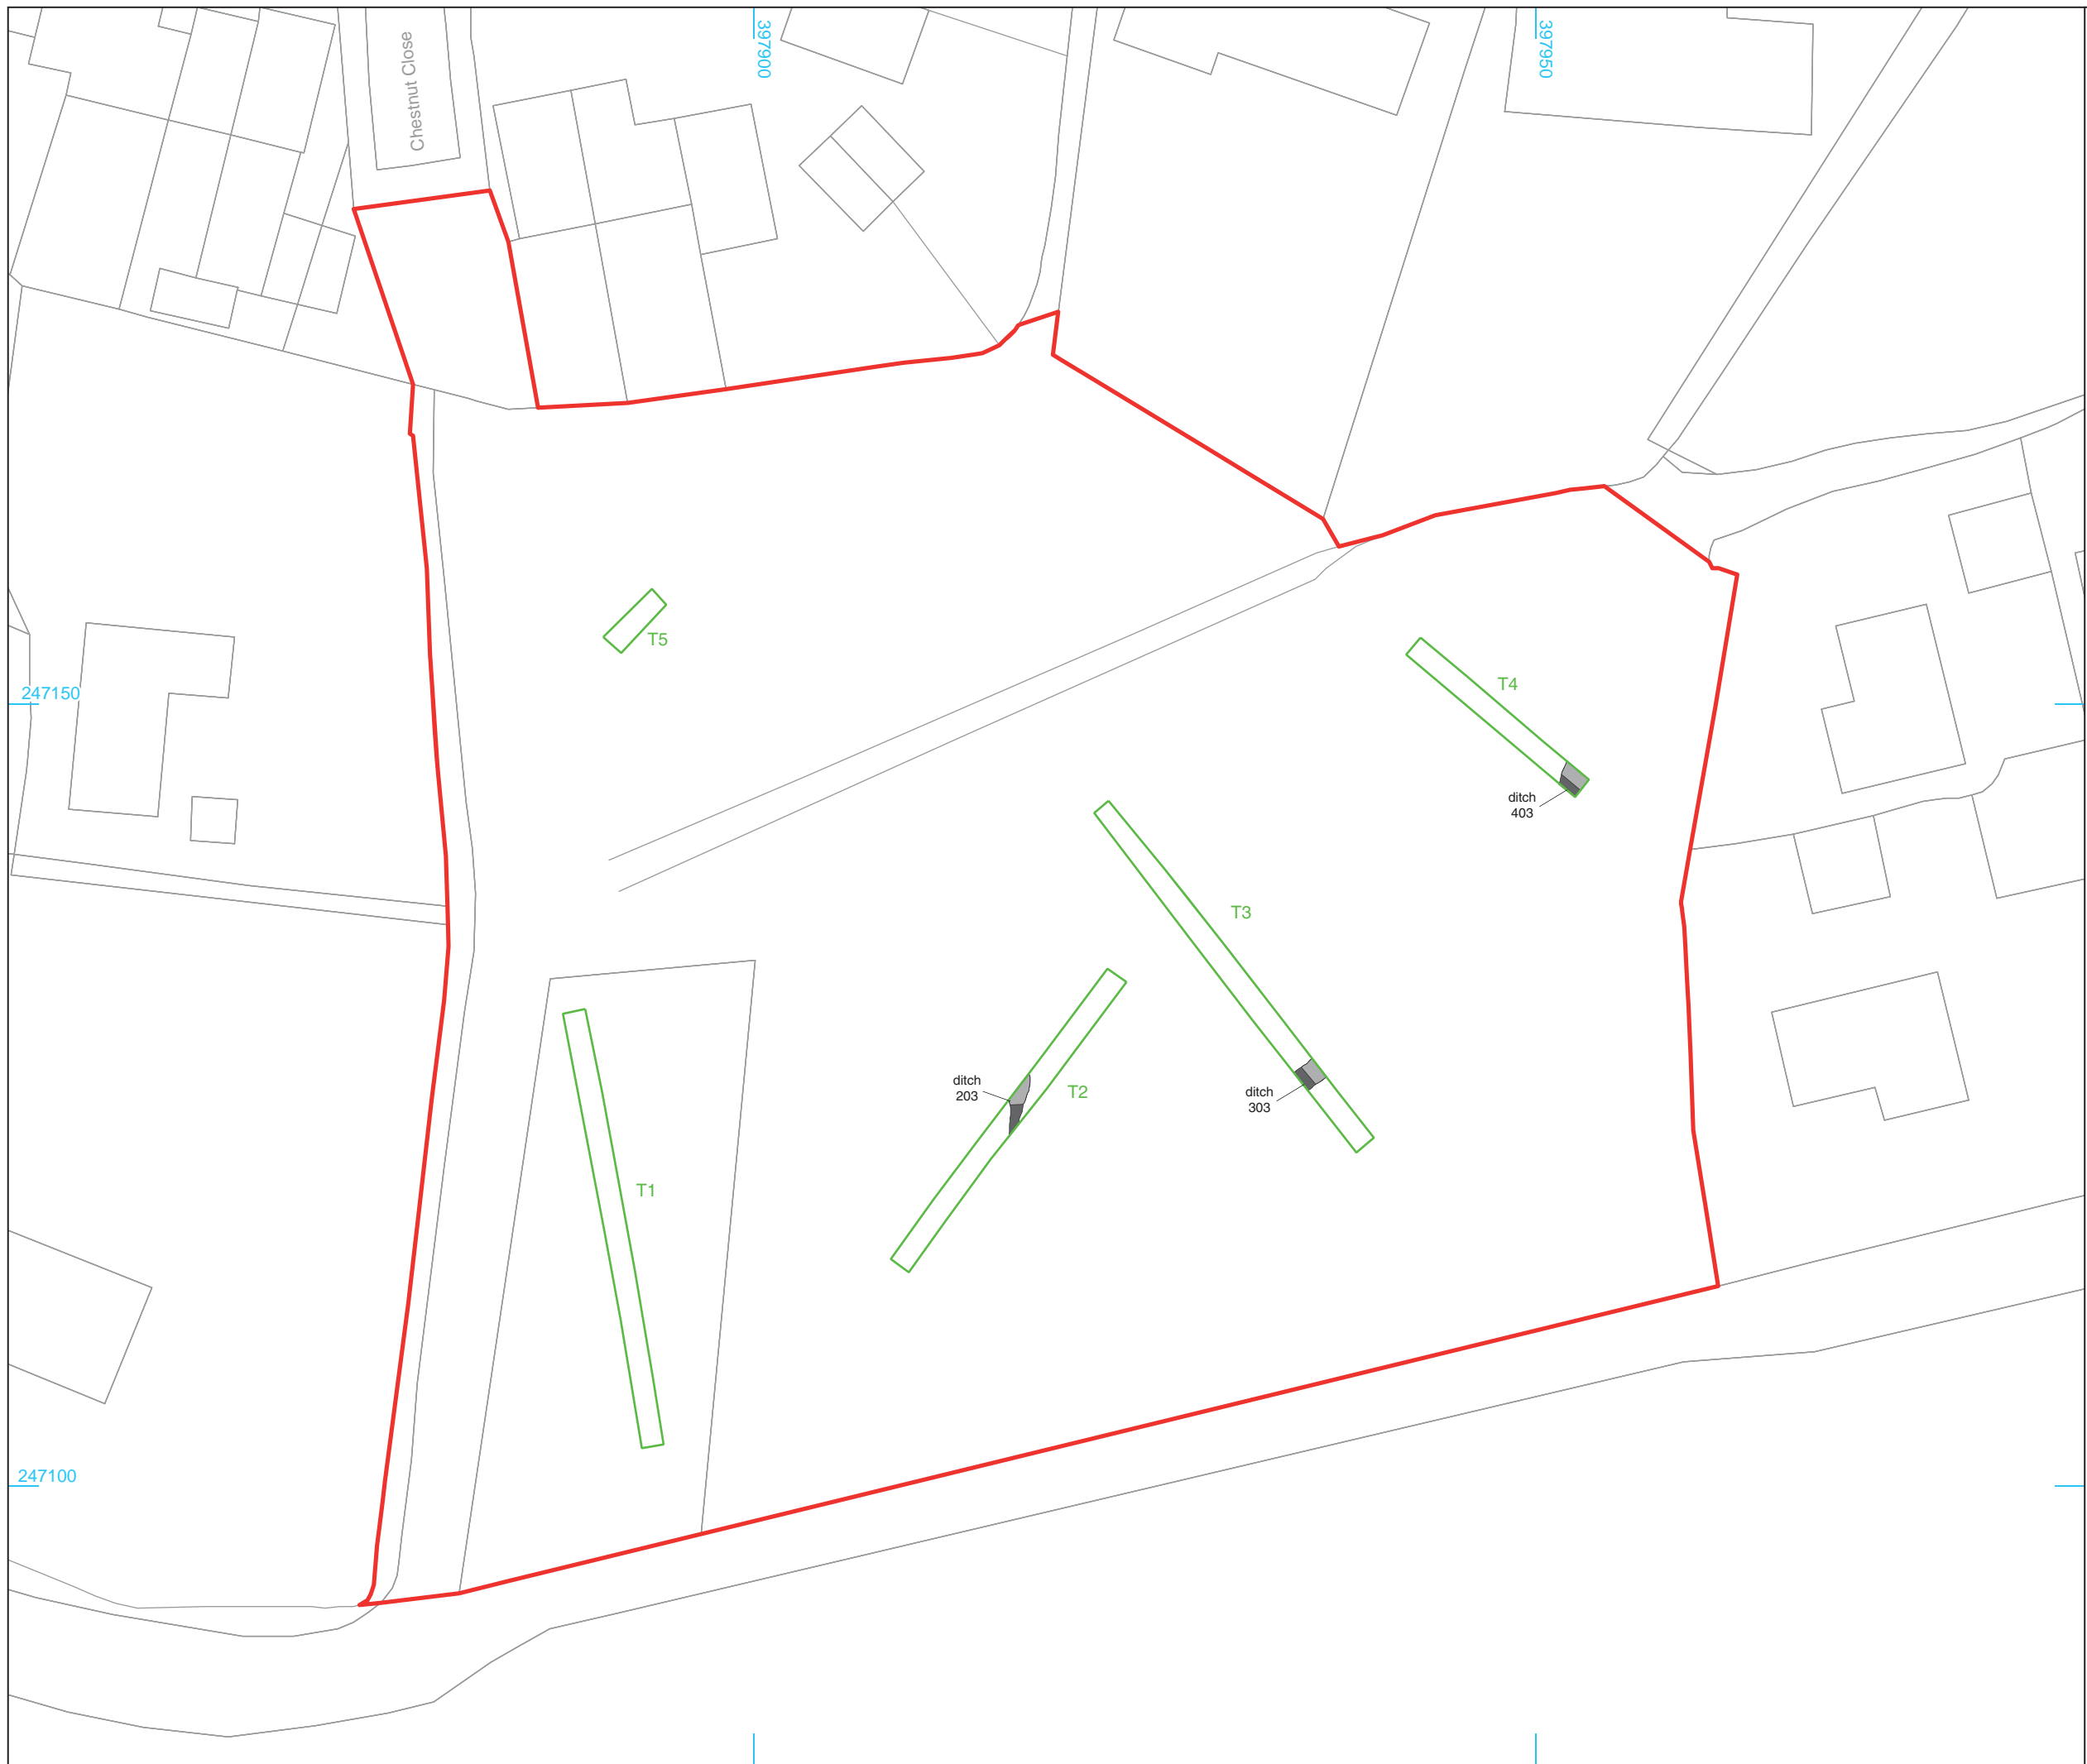 Chestnut Close
397900
397950
T5
247150
T4
ditch
403
T3
ditch
203
T2
ditch
303
T1
247100